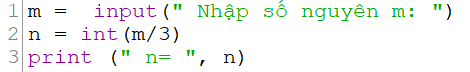 1 m =  input(" Nhập số nguyên m: ")
2 n = int(m/3)
3 print (" n= ", n)